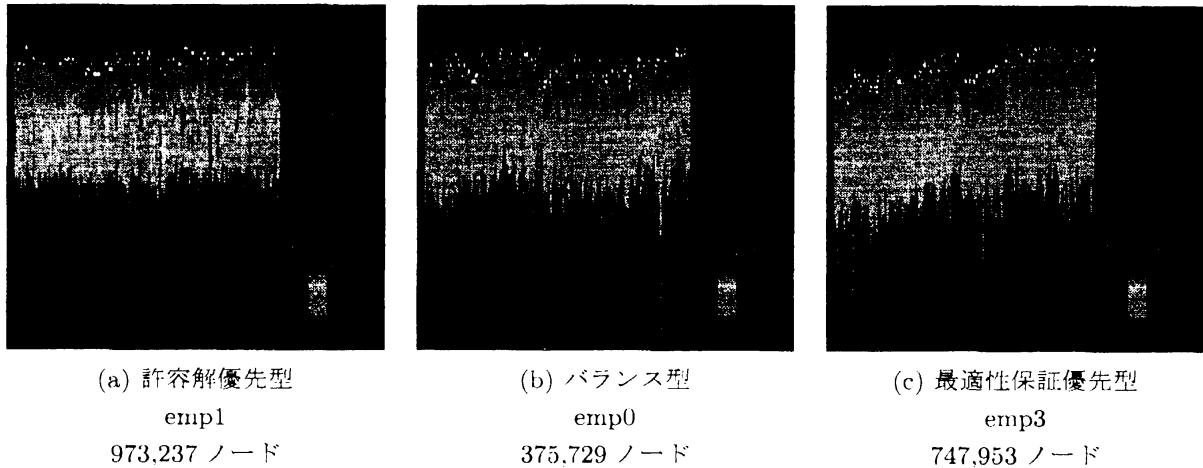 (a) 許容解優先型
emp1
973,237 ノード
(b) バランス型
emp0
375,729 ノード
(c) 最適性保証優先型
emp3
747,953 ノード